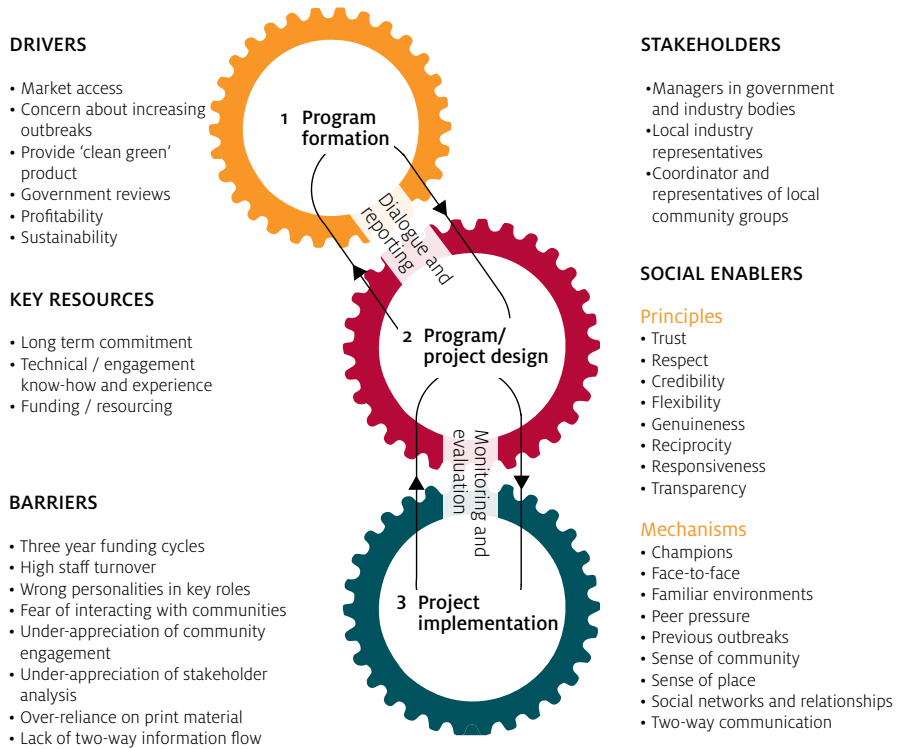 DRIVERS
• Market access
• Concern about increasing
outbreaks
• Provide ‘clean green’
product
• Government reviews
• Profitability
• Sustainability
KEY RESOURCES
• Long term commitment
• Technical / engagement
know-how and experience
• Funding / resourcing
BARRIERS
• Three year funding cycles
• High staff turnover
• Wrong personalities in key roles
• Fear of interacting with communities
• Under-appreciation of community
engagement
• Under-appreciation of stakeholder
analysis
• Over-reliance on print material
• Lack of two-way information flow
1 Program
formation
Dialogue and
reporting
2 Program/
project design
Monitoring and
evaluation
3 Project
implementation
STAKEHOLDERS
•Managers in government
and industry bodies
•Local industry
representatives
•Coordinator and
representatives of local
community groups
SOCIAL ENABLERS
Principles
• Trust
• Respect
• Credibility
• Flexibility
• Genuineness
• Reciprocity
• Responsiveness
• Transparency
Mechanisms
• Champions
• Face-to-face
• Familiar environments
• Peer pressure
• Previous outbreaks
• Sense of community
• Sense of place
• Social networks and relationships
• Two-way communication